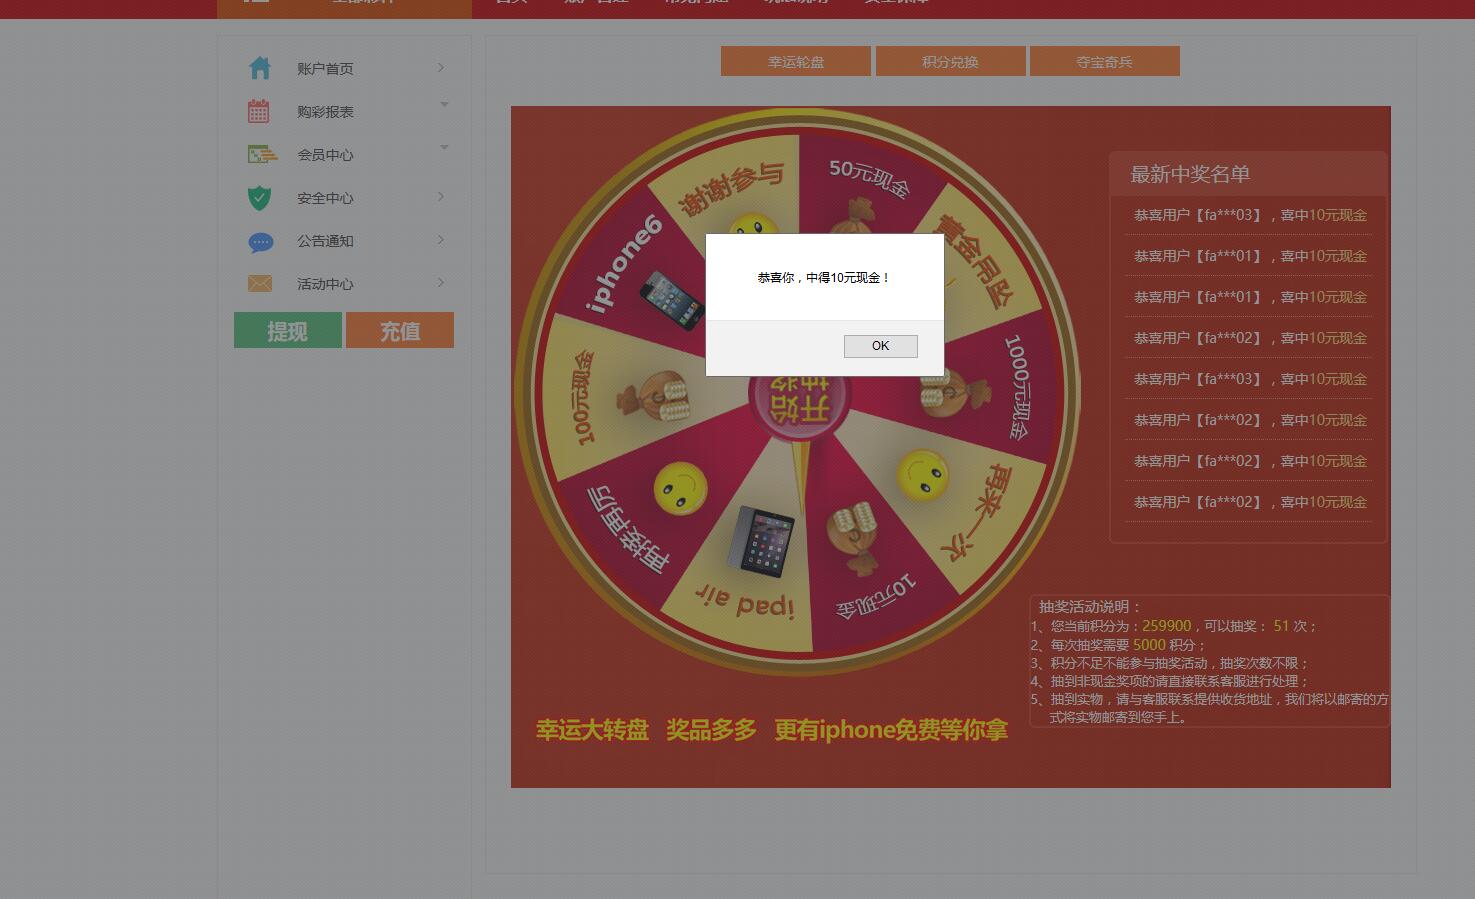 幸运轮盘
积分兑换
夺宝奇兵
账户首页
购彩报表
会员中心
安全中心
公告通知
活动中心
提现
充值
谢谢参与
50元现金
黄金吊坠
1000元现金
再来一次
10元现金
ipad air
再接再厉
100元现金
iphone6
开始
抽奖
恭喜你，中得10元现金！
OK
最新中奖名单
恭喜用户【fa***03】，喜中10元现金
恭喜用户【fa***01】，喜中10元现金
恭喜用户【fa***01】，喜中10元现金
恭喜用户【fa***02】，喜中10元现金
恭喜用户【fa***03】，喜中10元现金
恭喜用户【fa***02】，喜中10元现金
恭喜用户【fa***02】，喜中10元现金
恭喜用户【fa***02】，喜中10元现金
抽奖活动说明：
1、您当前积分为：259900，可以抽奖： 51 次；
2、每次抽奖需要 5000 积分；
3、积分不足不能参与抽奖活动，抽奖次数不限；
4、抽到非现金奖项的请直接联系客服进行处理；
5、抽到实物，请与客服联系提供收货地址，我们将以邮寄的方
式将实物邮寄到您手上。
幸运大转盘 奖品多多 更有iphone免费等你拿